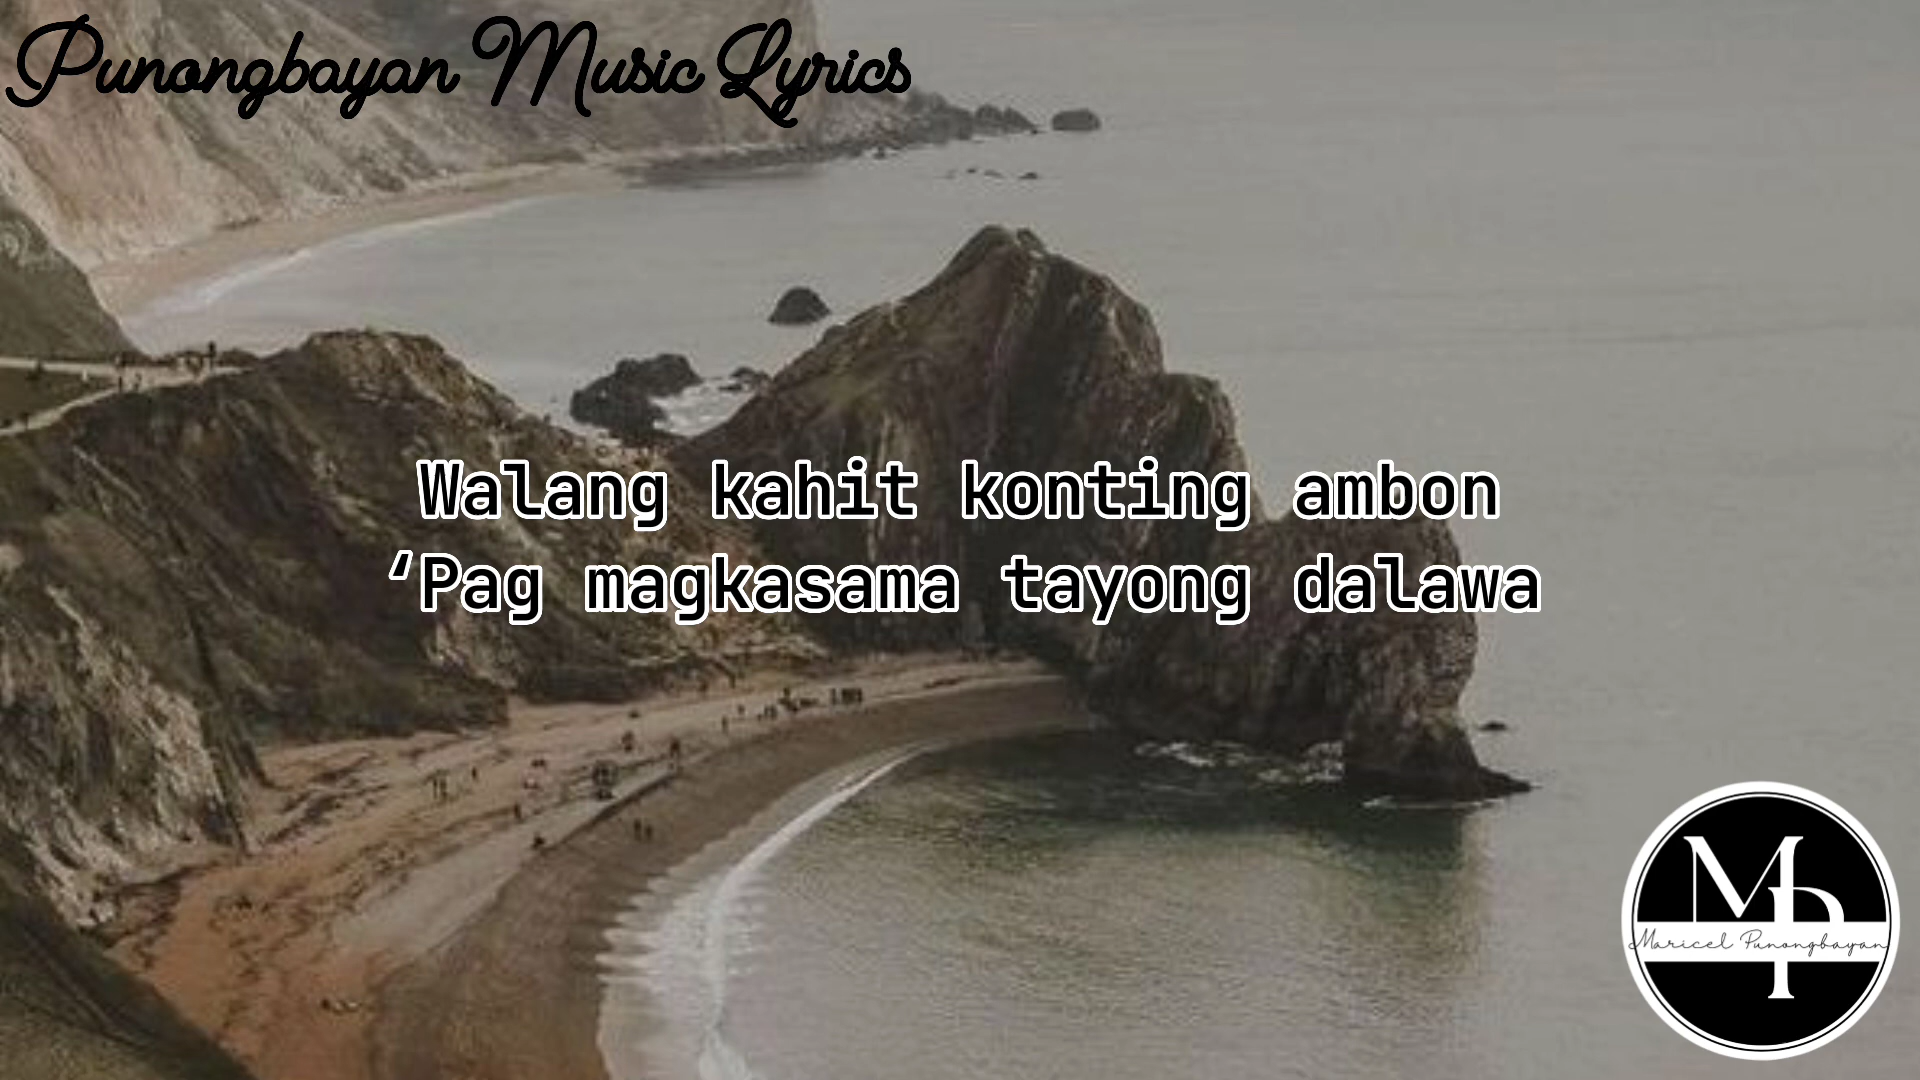 Punongbayan Music Lyrics
Walang kahit konting ambon
‘Pag magkasama tayong dalawa
MP
Maricel Punongbayan